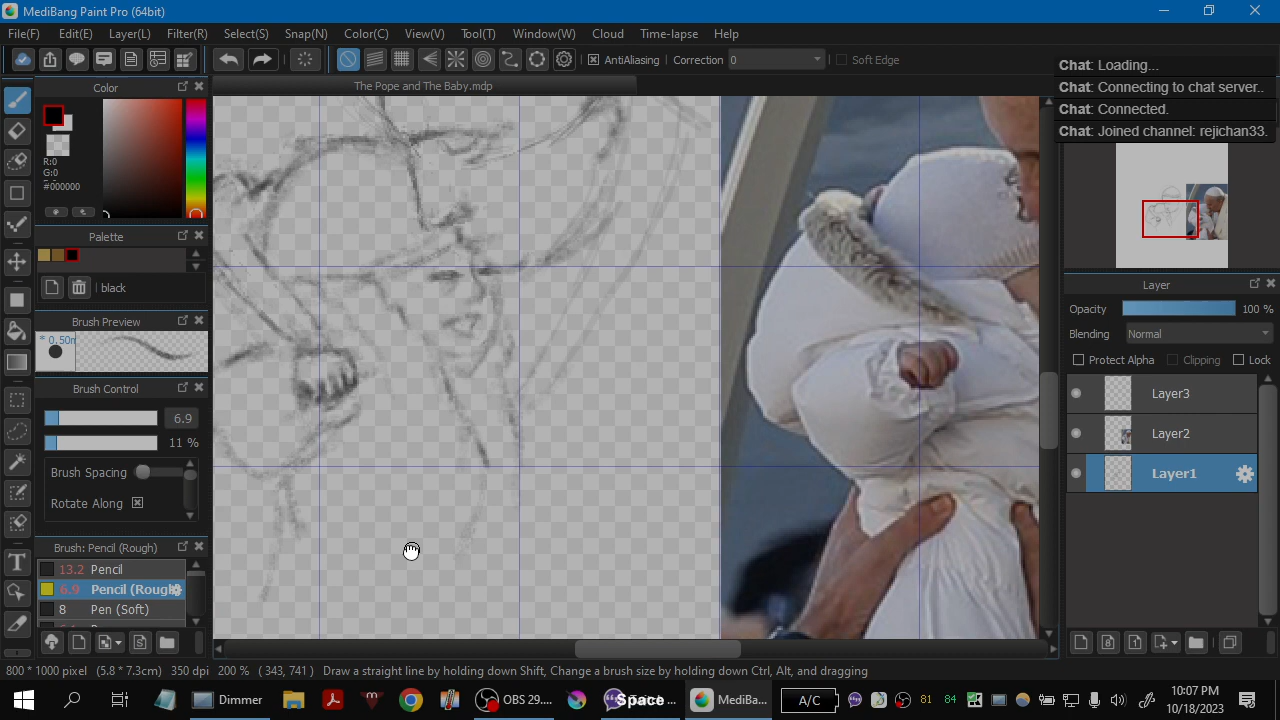 MediBang Paint Pro (64bit)
File(F) Edit(E) Layer(L) Filter(R) Select(S) Snap(N) Color(C) View(V) Tool(T) Window(W) Cloud Time-lapse Help
AntiAliasing Correction 0 Soft Edge
Color
The Pope and The Baby.mdp
Chat: Loading...
Chat: Connecting to chat server..
Chat: Connected.
Chat: Joined channel: rejichan33.
R:0
G:0
#000000
Palette
black
Brush Preview
* 0.50m
Brush Control
6.9
11 %
Brush Spacing
Rotate Along
Brush: Pencil (Rough)
13.2 Pencil
6.9 Pencil (Rough
8 Pen (Soft)
Layer
Opacity 100 %
Blending Normal
Protect Alpha Clipping Lock
Layer3
Layer2
Layer1
800 * 1000 pixel (5.8 * 7.3cm) 350 dpi 200 % ( 343, 741 ) Draw a straight line by holding down Shift, Change a brush size by holding down Ctrl, Alt, and dragging
Dimmer
OBS 29....
Space
MediBa...
A/C
81 84
10:07 PM
10/18/2023